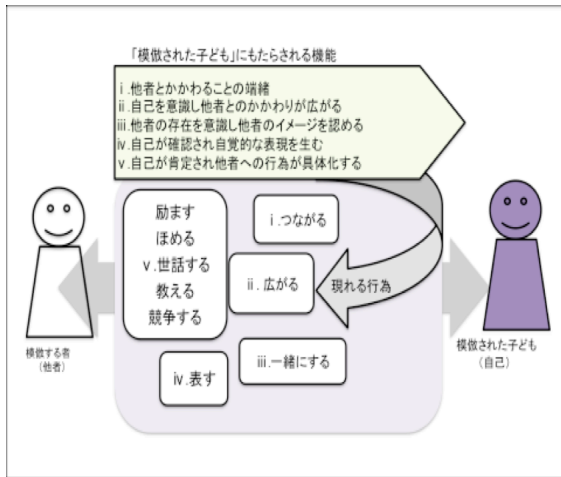 「模倣された子ども」にもたらされる機能
ⅰ.他者とかかわることの端緒
ⅱ.自己を意識し他者とのかかわりが広がる
ⅲ.他者の存在を意識し他者のイメージを認める
ⅳ.自己が確認され自覚的な表現を生む
ⅴ.自己が肯定され他者への行為が具体化する
励ます
ほめる
ⅴ.世話する
教える
競争する
ⅰ.つながる
ⅱ.広がる
現れる行為
ⅲ.一緒にする
ⅳ.表す
模倣する者
（他者）
模倣された子ども
（自己）